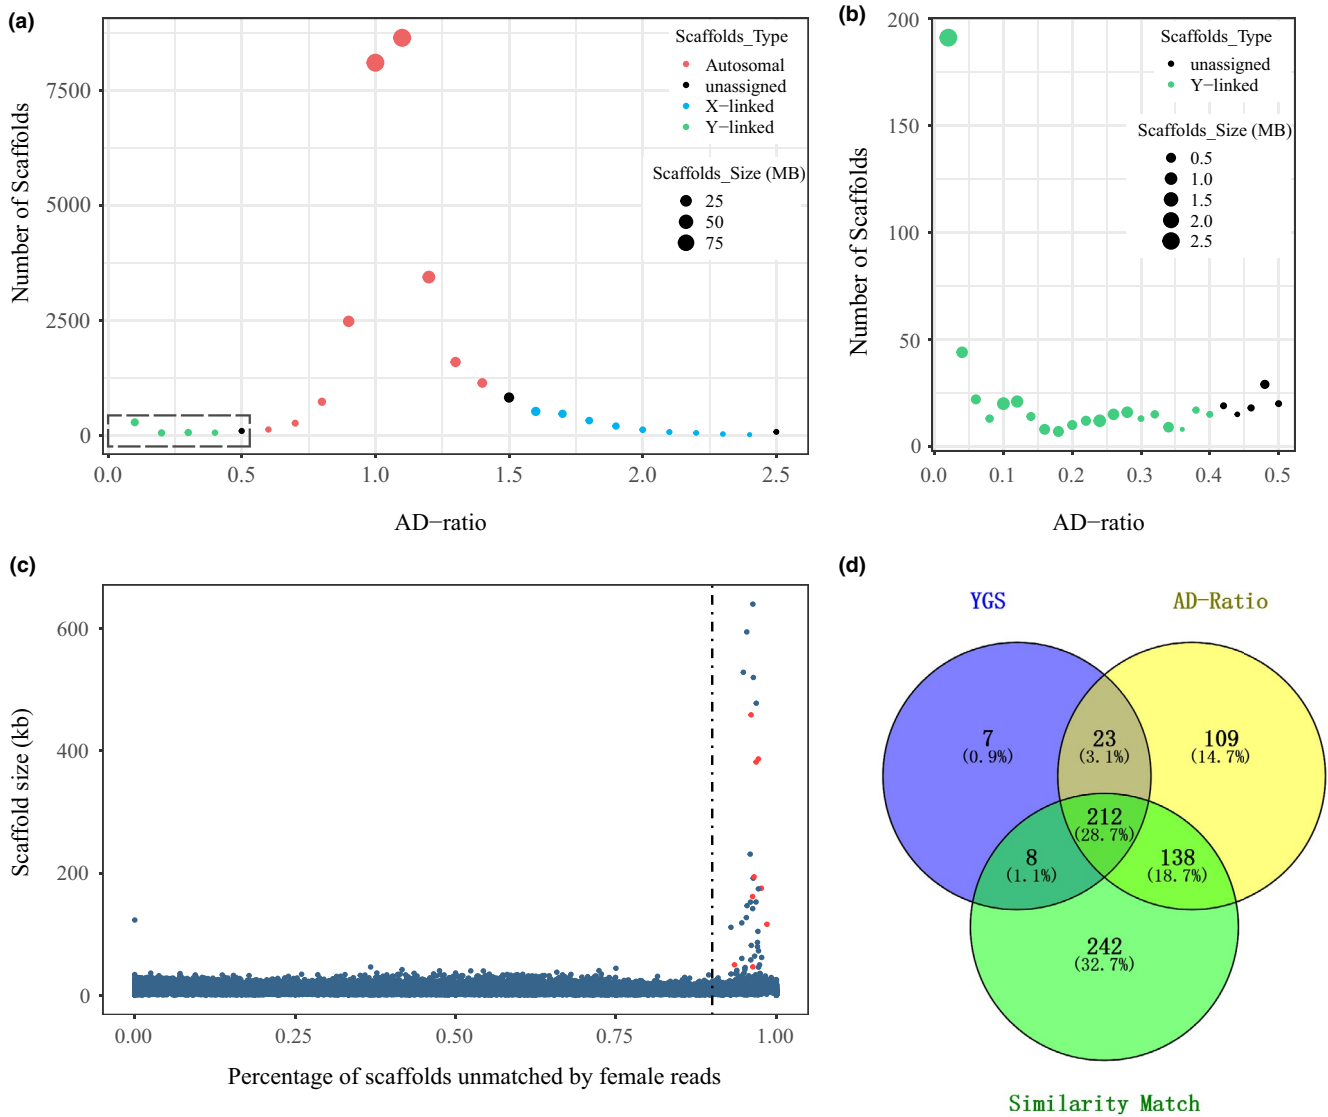 (a)
Number of Scaffolds
7500
5000
2500
0
0.0
0.5
1.0
1.5
2.0
2.5
AD−ratio
Scaffolds_Type
Autosomal
unassigned
X−linked
Y−linked
Scaffolds_Size (MB)
25
50
75
(b)
Number of Scaffolds
200
150
100
50
0
0.0
0.1
0.2
0.3
0.4
0.5
AD−ratio
Scaffolds_Type
unassigned
Y−linked
Scaffolds_Size (MB)
0.5
1.0
1.5
2.0
2.5
(c)
Scaffold size (kb)
600
400
200
0
0.00
0.25
0.50
0.75
1.00
Percentage of scaffolds unmatched by female reads
(d)
YGS
AD-Ratio
7
(0.9%)
23
(3.1%)
109
(14.7%)
212
(28.7%)
8
(1.1%)
138
(18.7%)
242
(32.7%)
Similarity Match